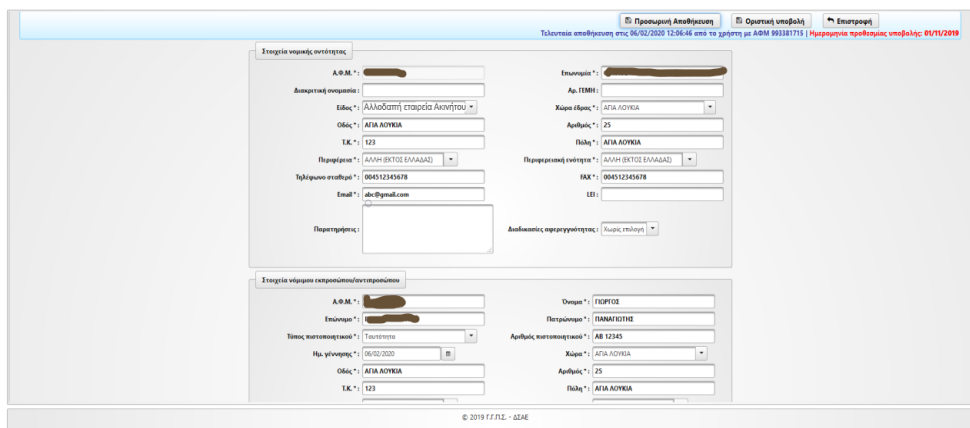 Προσωρινή Αποθήκευση Οριστική υποβολή Επιστροφή
Τελευταία αποθήκευση στις 06/02/2020 12:06:46 από το χρήστη με ΑΦΜ 993381715 | Ημερομηνία προθεσμίας υποβολής: 01/11/2019
Στοιχεία νομικής οντότητας
Α.Φ.Μ. * : Επωνυμία * :
Διακριτική ονομασία : Αρ. ΓΕΜΗ :
Είδος * : Αλλοδαπή εταιρεία Ακινήτου Χώρα έδρας * : ΑΓΙΑ ΛΟΥΚΙΑ
Οδός * : ΑΓΙΑ ΛΟΥΚΙΑ Αριθμός * : 25
Τ.Κ. * : 123 Πόλη * : ΑΓΙΑ ΛΟΥΚΙΑ
Περιφέρεια * : ΑΛΛΗ (ΕΚΤΟΣ ΕΛΛΑΔΑΣ) Περιφερειακή ενότητα * : ΑΛΛΗ (ΕΚΤΟΣ ΕΛΛΑΔΑΣ)
Τηλέφωνο σταθερό * : 004512345678 FAX * : 004512345678
Email * : abc@gmail.com LEI :
Παρατηρήσεις : Διαδικασίες αφερεγγυότητας : Χωρίς επιλογή
Στοιχεία νόμιμου εκπροσώπου/αντιπροσώπου
Α.Φ.Μ. * : Όνομα * : ΓΙΩΡΓΟΣ
Επώνυμο * : Πατρώνυμο * : ΠΑΝΑΓΙΩΤΗΣ
Τύπος πιστοποιητικού * : Ταυτότητα Αριθμός πιστοποιητικού * : ΑΒ 12345
Ημ. γέννησης * : 06/02/2020 Χώρα * : ΑΓΙΑ ΛΟΥΚΙΑ
Οδός * : ΑΓΙΑ ΛΟΥΚΙΑ Αριθμός * : 25
Τ.Κ. * : 123 Πόλη * : ΑΓΙΑ ΛΟΥΚΙΑ
© 2019 Γ.Γ.Π.Σ. - ΔΣΑΕ